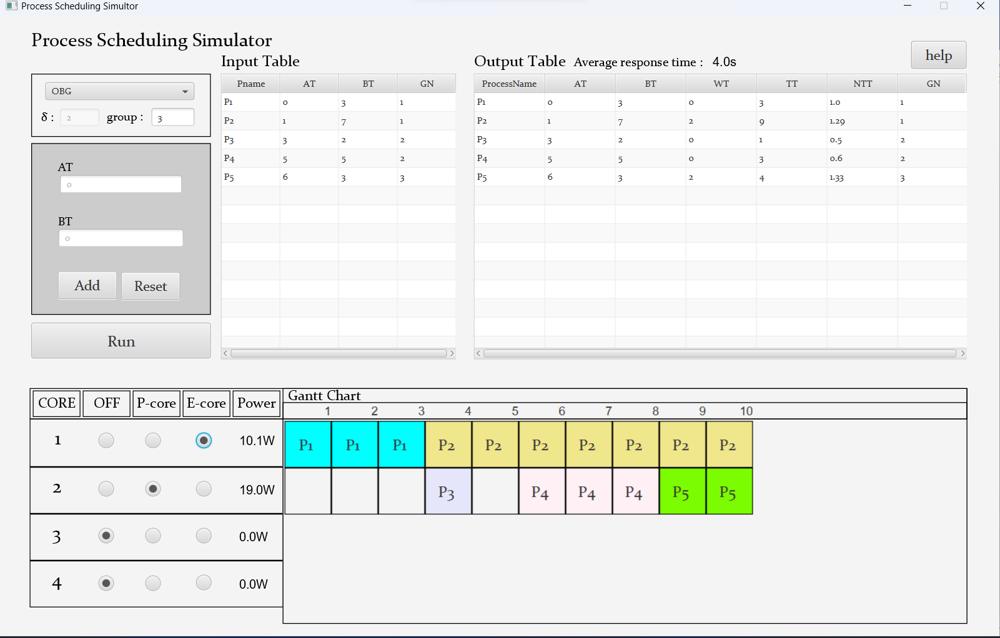 Process Scheduling Simultor
Process Scheduling Simulator
help
Input Table
Output Table Average response time : 4.0s
OBG
δ : 2 group : 3
AT
0
BT
0
Add Reset
Run
Pname AT BT GN
P1 0 3 1
P2 1 7 1
P3 3 2 2
P4 5 5 2
P5 6 3 3
ProcessName AT BT WT TT NTT GN
P1 0 3 0 3 1.0 1
P2 1 7 2 9 1.29 1
P3 3 2 0 1 0.5 2
P4 5 5 0 3 0.6 2
P5 6 3 2 4 1.33 3
CORE OFF P-core E-core Power
1 10.1W
2 19.0W
3 0.0W
4 0.0W
Gantt Chart
1 2 3 4 5 6 7 8 9 10
P1 P1 P1 P2 P2 P2 P2 P2 P2 P2
P3 P4 P4 P4 P5 P5